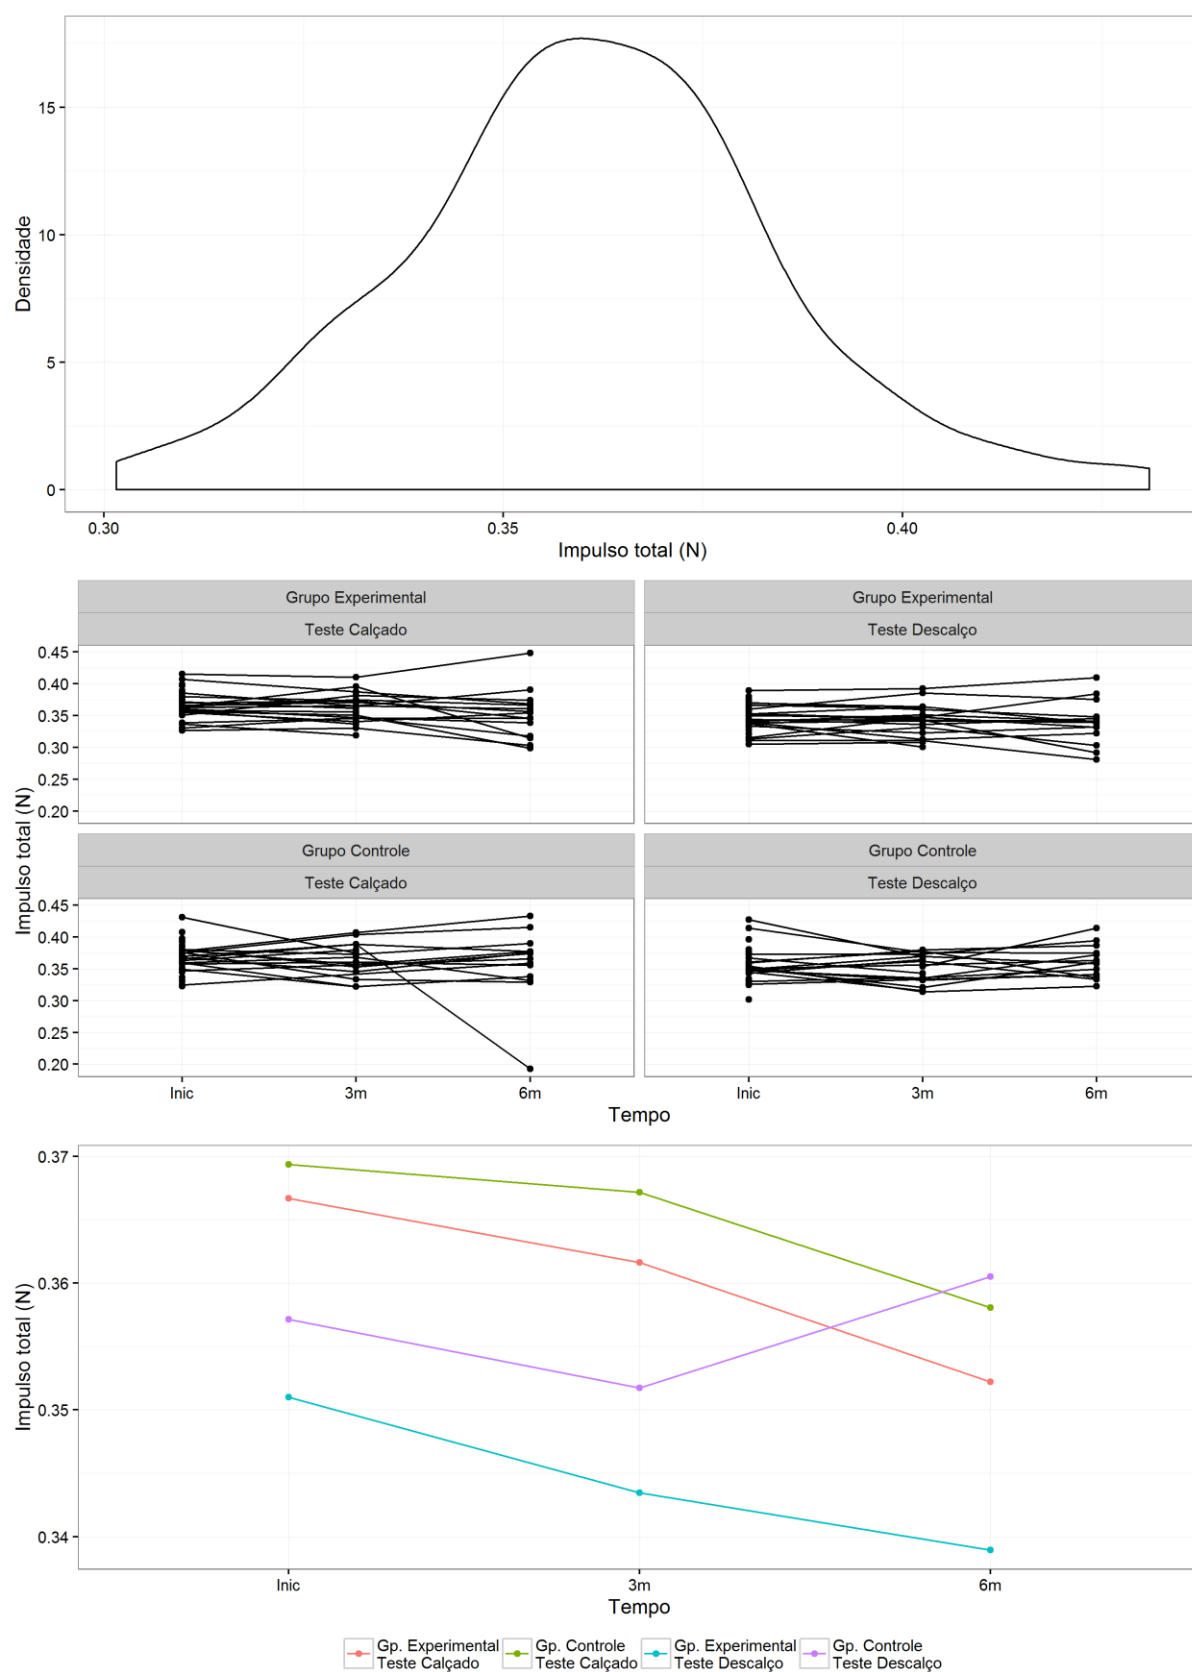 15
10
5
0
Densidade
0.30 0.35 0.40
Impulso total (N)
Grupo Experimental Grupo Experimental
Teste Calçado Teste Descalço
0.45
0.40
0.35
0.30
0.25
0.20
Impulso total (N)
Grupo Controle Grupo Controle
Teste Calçado Teste Descalço
0.45
0.40
0.35
0.30
0.25
0.20
Inic 3m 6m Inic 3m 6m
Tempo
0.37
0.36
0.35
0.34
Impulso total (N)
Inic 3m 6m
Tempo
Gp. Experimental Gp. Controle Gp. Experimental Gp. Controle
Teste Calçado Teste Calçado Teste Descalço Teste Descalço